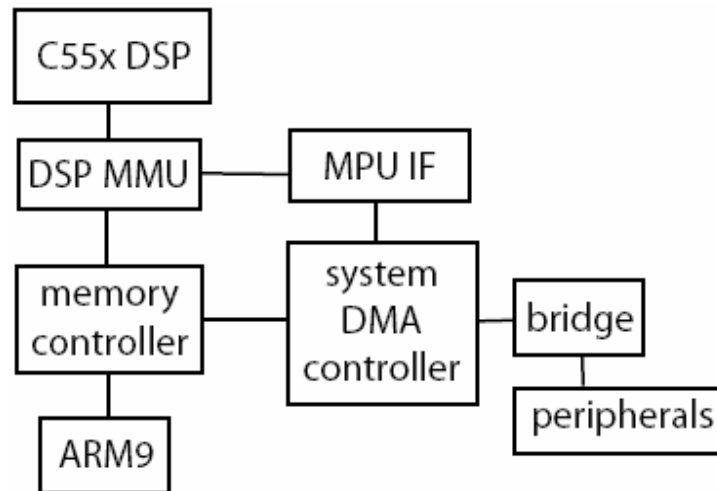 C55x DSP
DSP MMU
MPU IF
memory
controller
system
DMA
controller
bridge
peripherals
ARM9